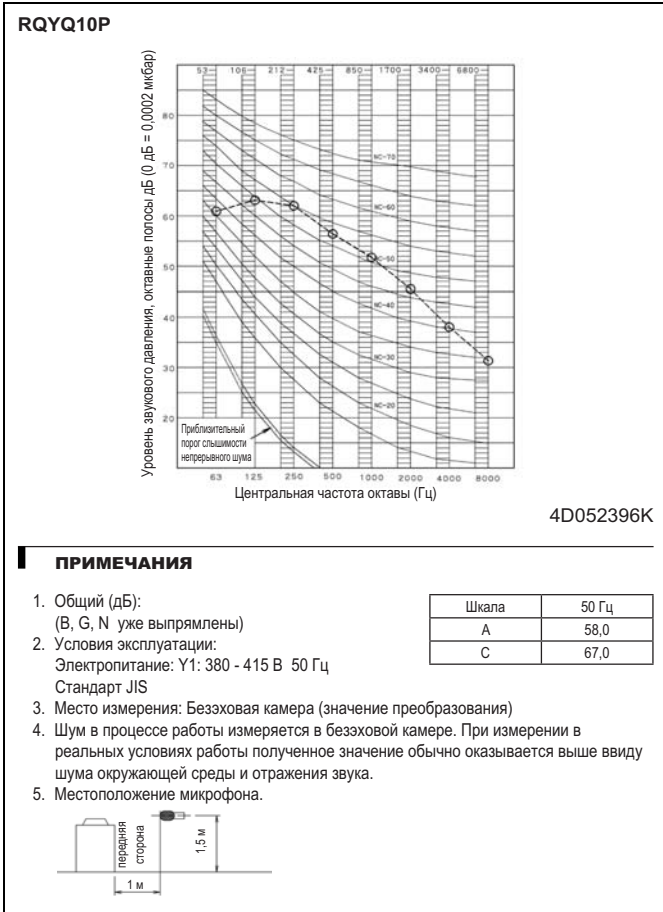 RQYQ10P
Уровень звукового давления, октавные полосы дБ (0 дБ = 0,0002 мкбар)
53 106 212 425 850 1700 3400 6800
80
70
60
50
40
30
20
NC-70
NC-60
NC-50
NC-40
NC-30
NC-20
Приблизительный
порог слышимости
непрерывного шума
63 125 250 500 1000 2000 4000 8000
Центральная частота октавы (Гц)
4D052396K
ПРИМЕЧАНИЯ
1. Общий (дБ):
(B, G, N уже выпрямлены)
2. Условия эксплуатации:
Электропитание: Y1: 380 - 415 В 50 Гц
Стандарт JIS
Шкала 50 Гц
A 58,0
C 67,0
3. Место измерения: Безэховая камера (значение преобразования)
4. Шум в процессе работы измеряется в безэховой камере. При измерении в
реальных условиях работы полученное значение обычно оказывается выше ввиду
шума окружающей среды и отражения звука.
5. Местоположение микрофона.
передняя
сторона
1,5 м
1 м